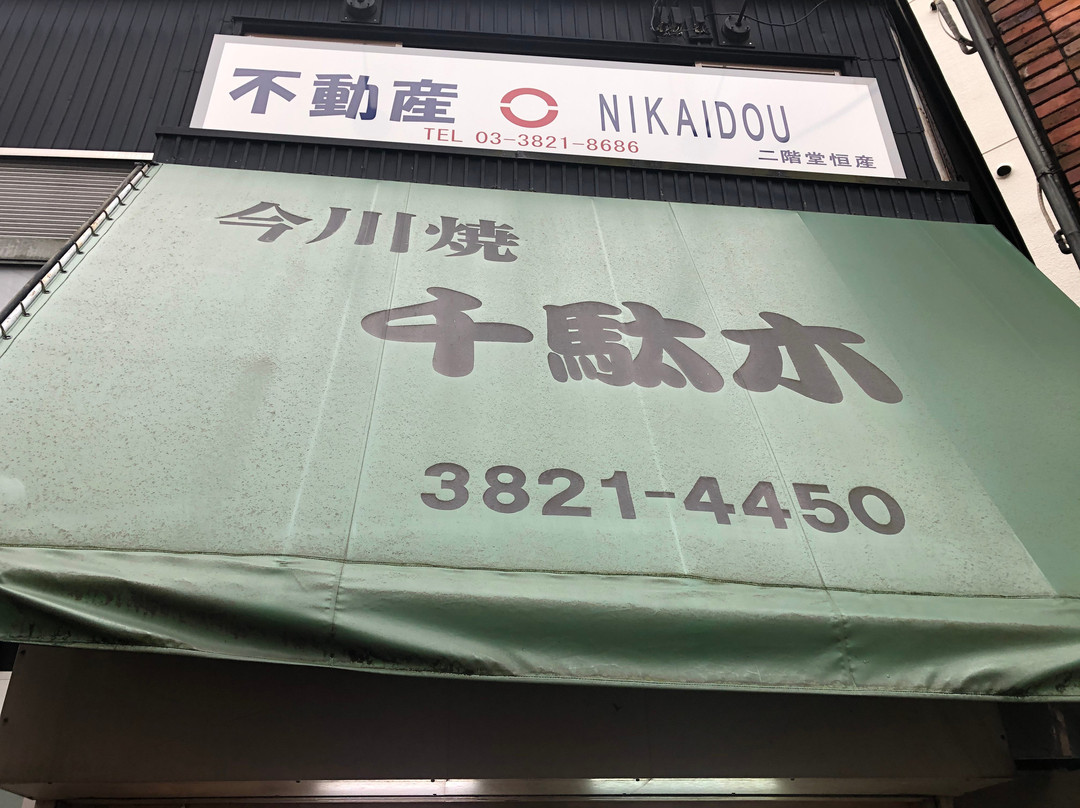 不動産 NIKAIDOU
TEL 03-3821-8686
二階堂恒産
今川焼
千駄木
3821-4450